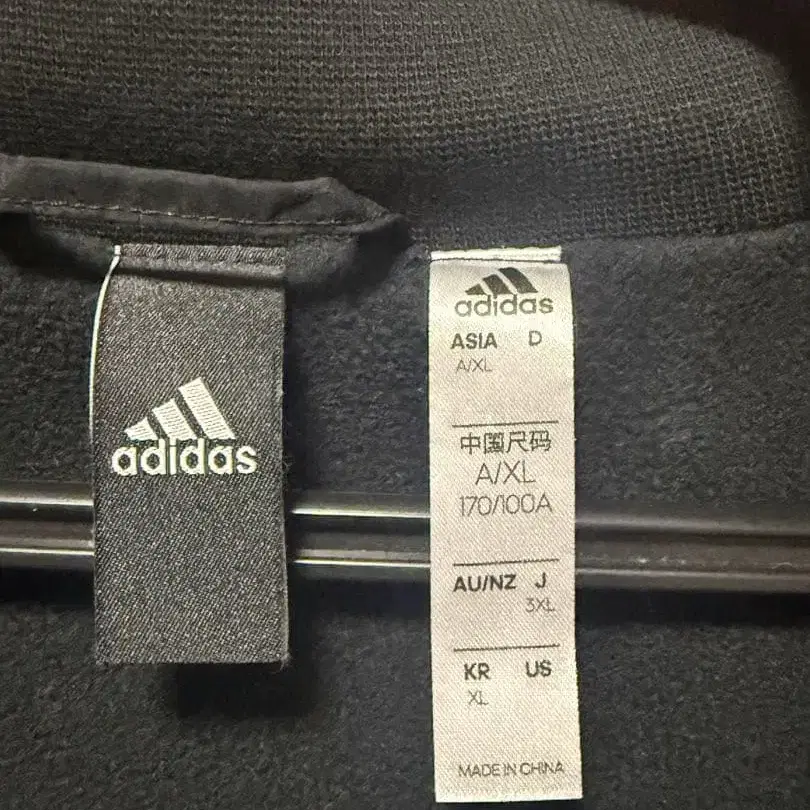 adidas
adidas
ASIA D
A/XL
中国尺码
A/XL
170/100A
AU/NZ J
3XL
KR US
XL
MADE IN CHINA